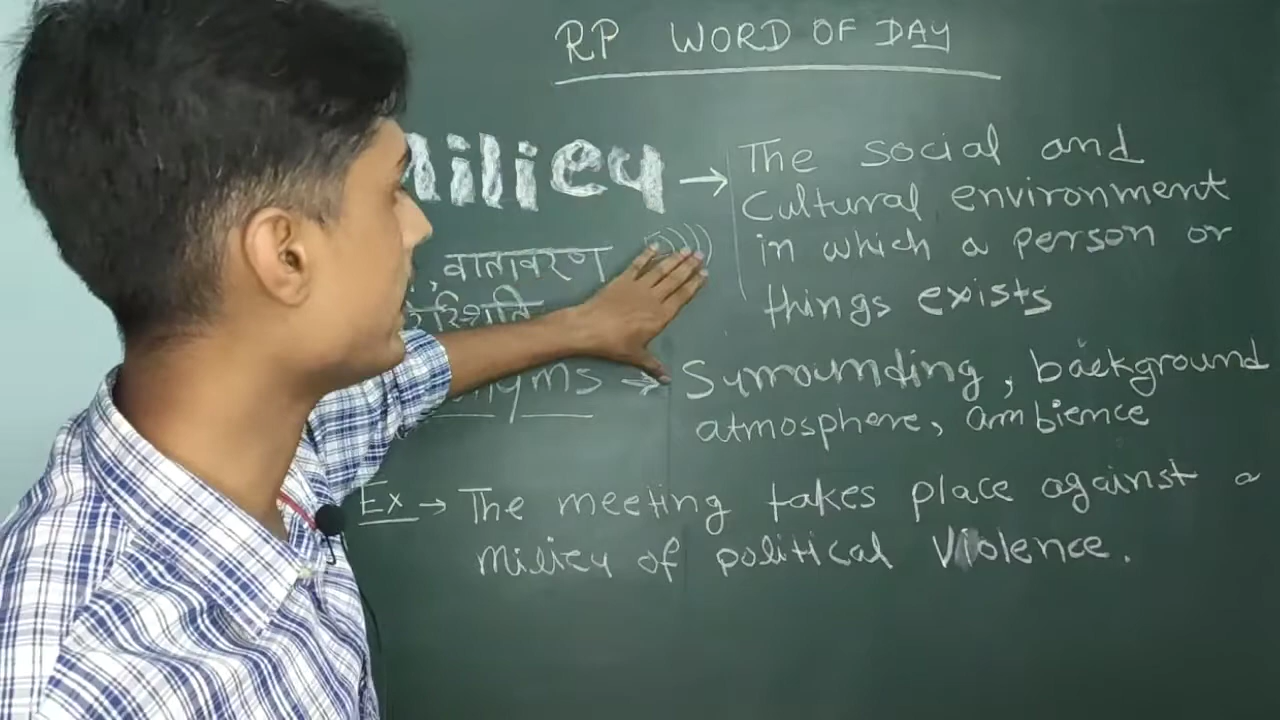 RP WORD OF DAY
Milieu → The social and
cultural environment
in which a person or
things exists
, वातावरण
Surrounding, background
atmosphere, ambience
Ex → The meeting takes place against a
milieu of political Violence.